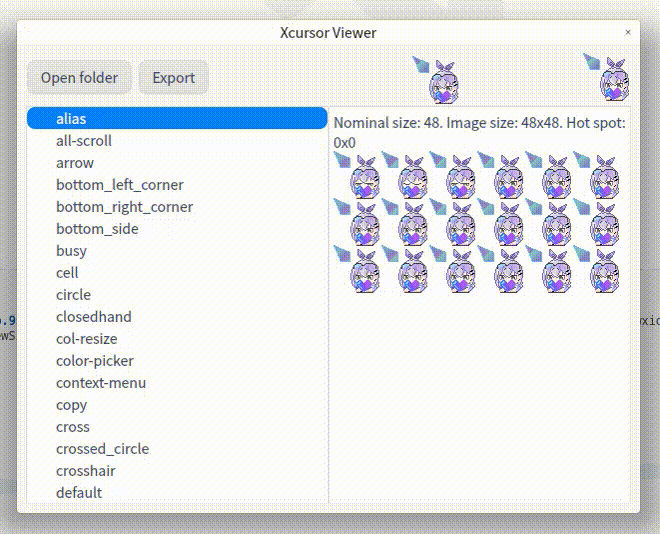 Xcursor Viewer
×
Open folder
Export
alias
all-scroll
arrow
bottom_left_corner
bottom_right_corner
bottom_side
busy
cell
circle
closedhand
col-resize
color-picker
context-menu
copy
cross
crossed_circle
crosshair
default
Nominal size: 48. Image size: 48x48. Hot spot:
0x0